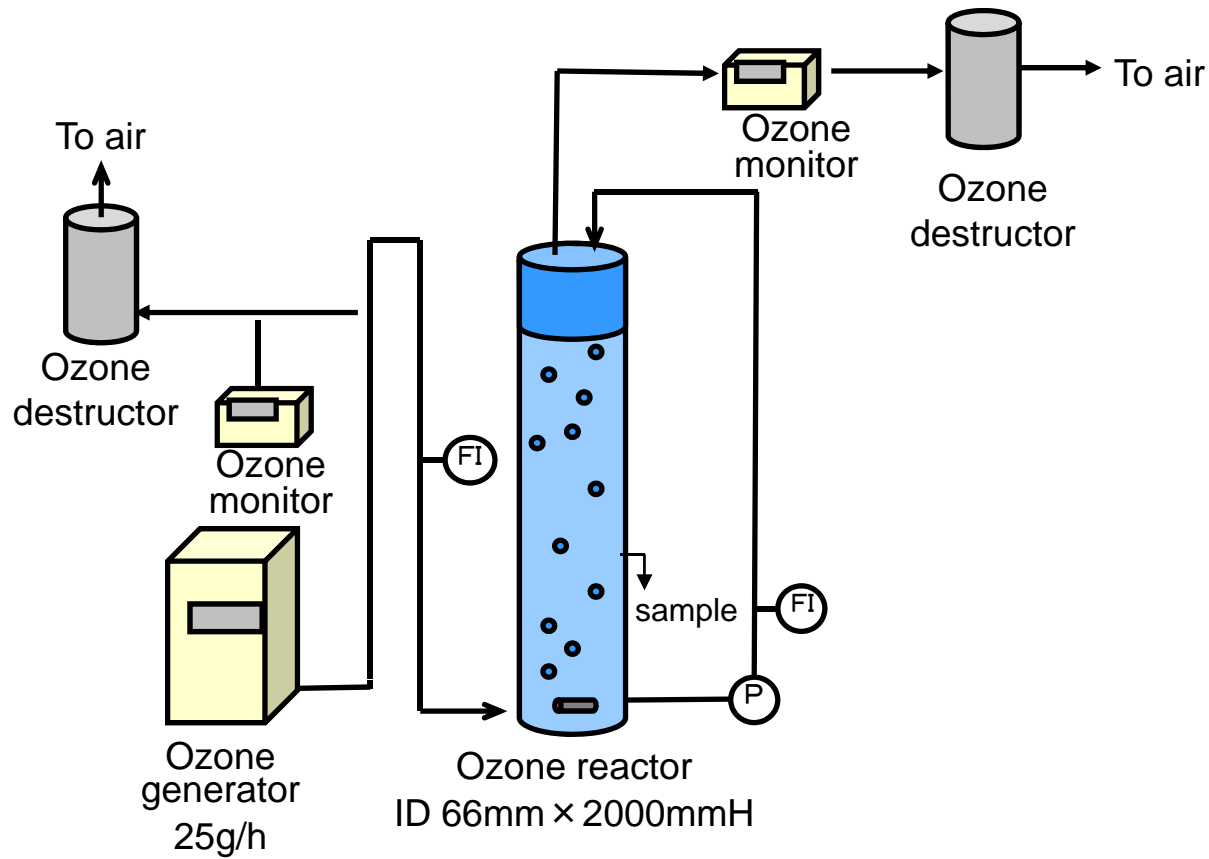 To air
Ozone
monitor
To air
Ozone
destructor
Ozone
destructor
Ozone
monitor
FI
sample
FI
P
Ozone
generator
25g/h
Ozone reactor
ID 66mm×2000mmH